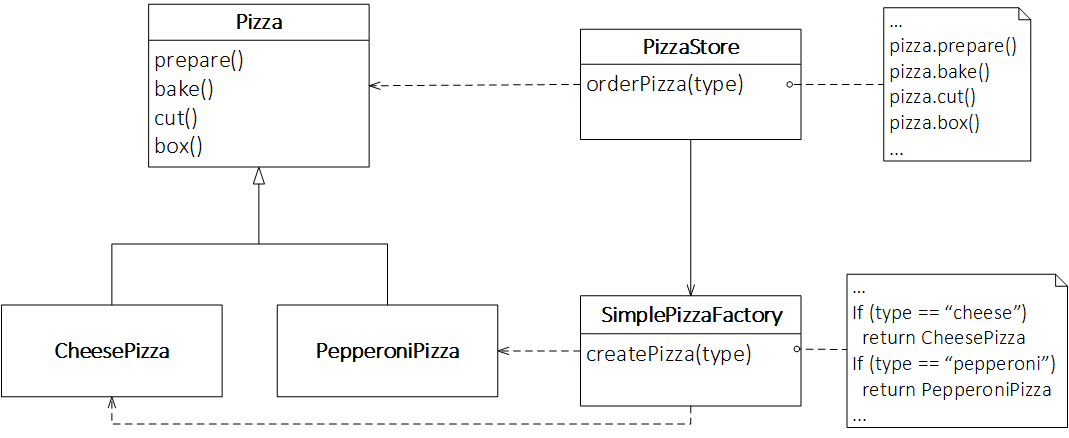 Pizza
prepare()
bake()
cut()
box()
PizzaStore
orderPizza(type)
...
pizza.prepare()
pizza.bake()
pizza.cut()
pizza.box()
...
CheesePizza
PepperoniPizza
SimplePizzaFactory
createPizza(type)
...
If (type == “cheese”)
return CheesePizza
If (type == “pepperoni”)
return PepperoniPizza
...